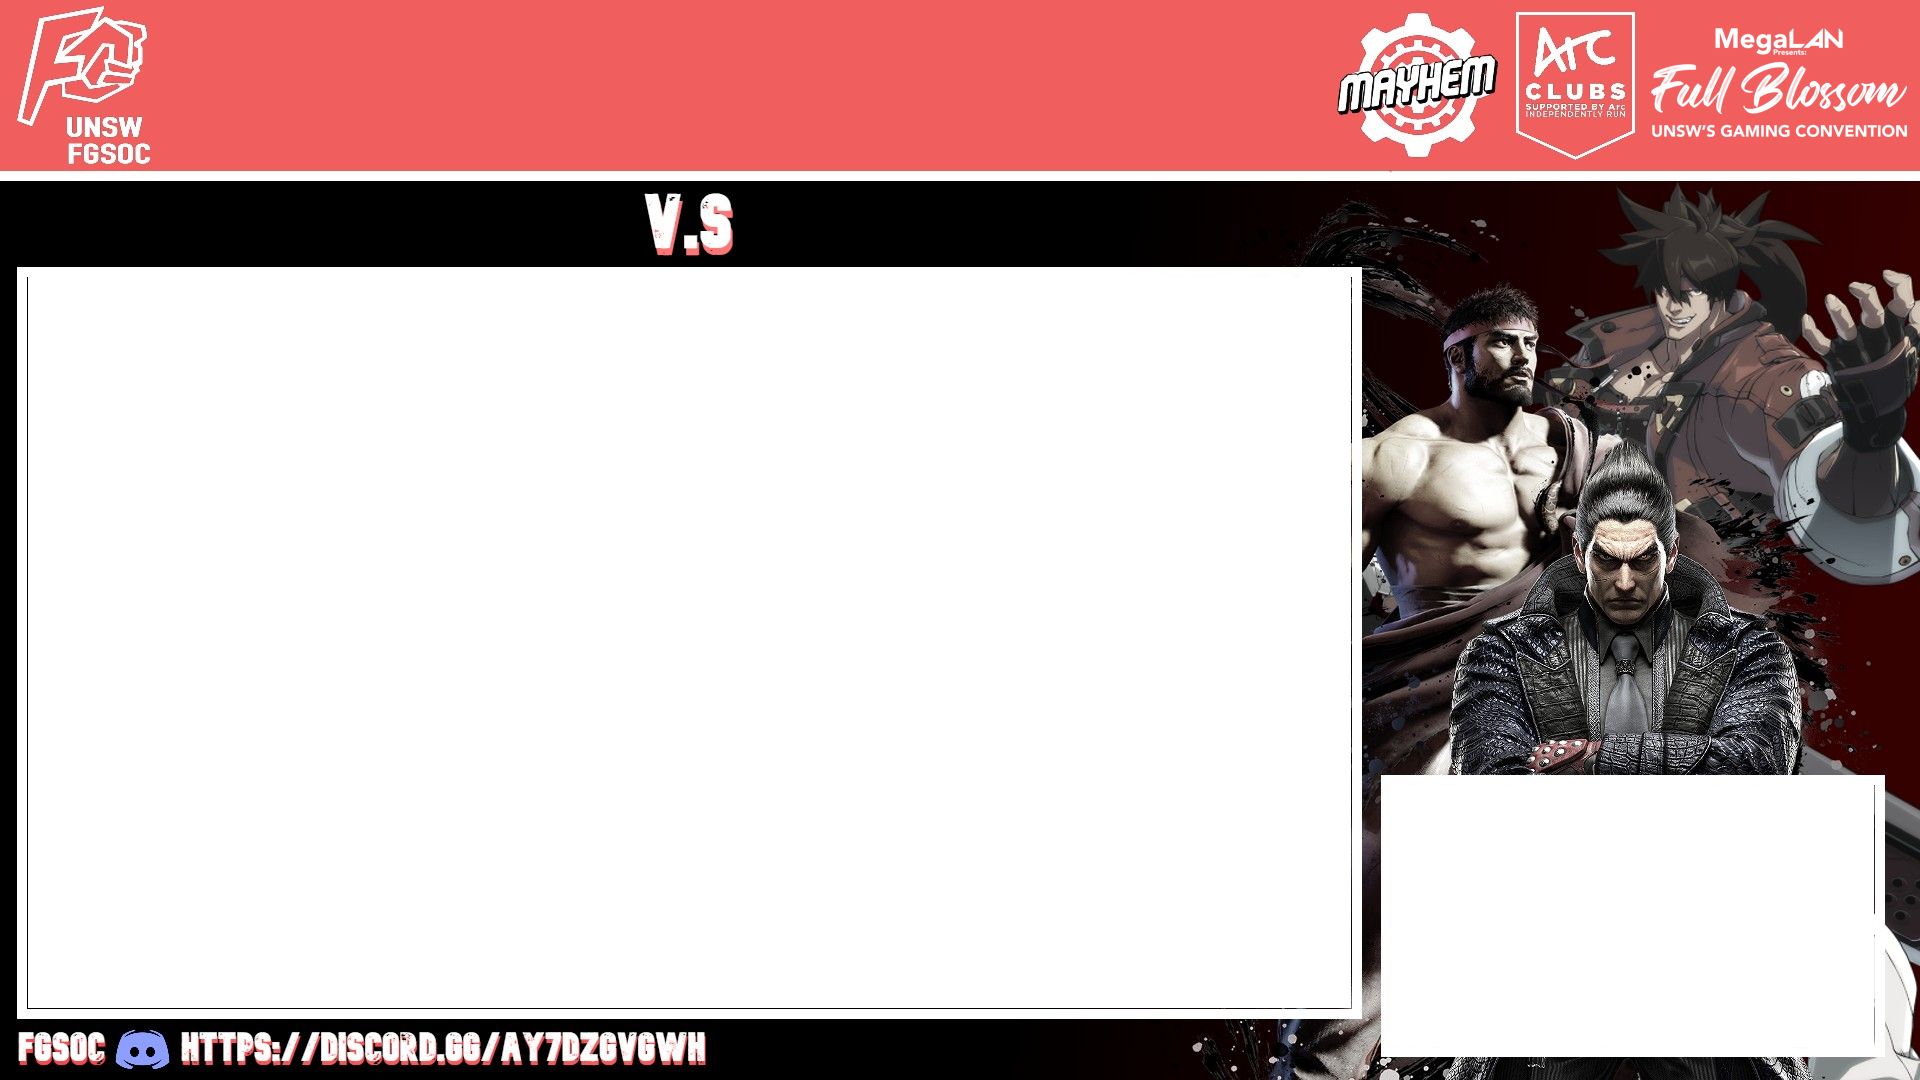 UNSW
FGSOC
MAYHEM
Arc
CLUBS
SUPPORTED BY Arc
INDEPENDENTLY RUN
MegaLAN
Presents:
Full Blossom
UNSW'S GAMING CONVENTION
V.S
FGSOC HTTPS://DISCORD.GG/AY7DZGVGWH